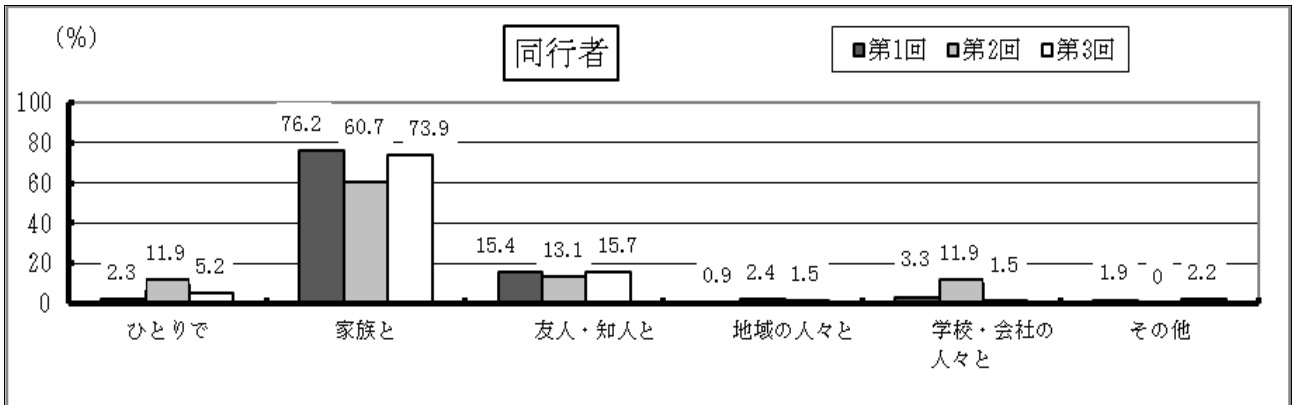 (%)
同行者
■第1回 ■第2回 □第3回
100
80
60
40
20
0
76.2 60.7 73.9
2.3 11.9 5.2
15.4 13.1 15.7
0.9 2.4 1.5
3.3 11.9 1.5
1.9 0 2.2
ひとりで
家族と
友人・知人と
地域の人々と
学校・会社の
人々と
その他